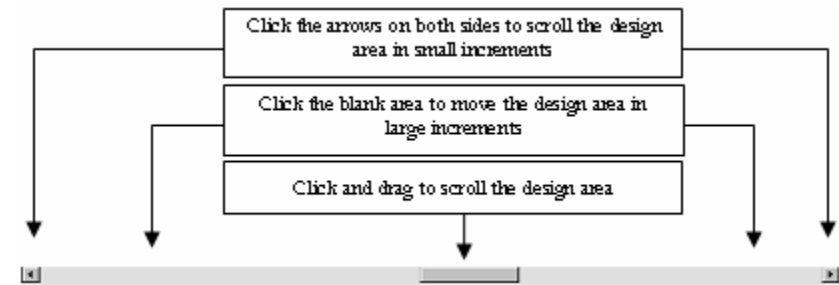 Click the arrows on both sides to scroll the design
area in small increments
Click the blank area to move the design area in
large increments
Click and drag to scroll the design area